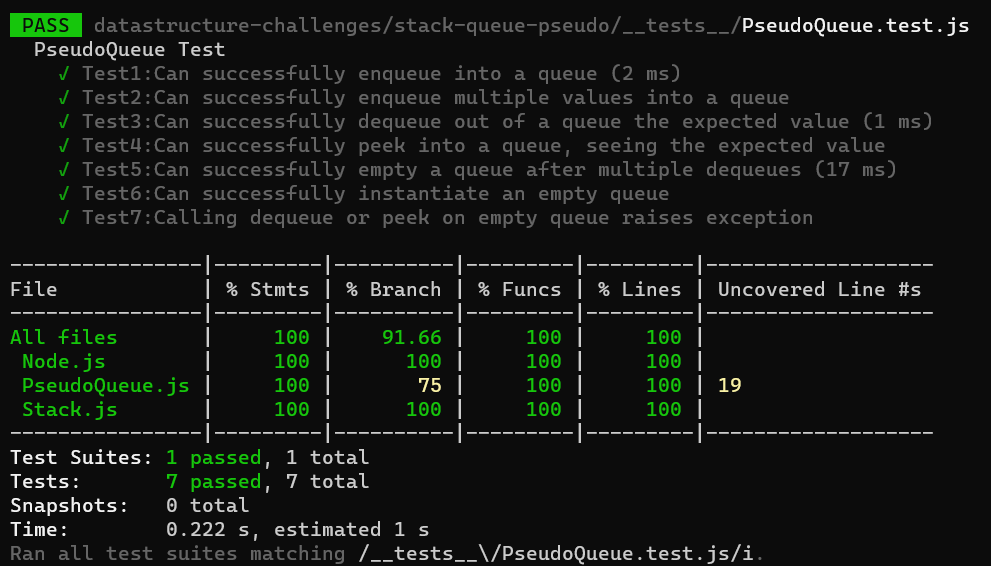 PASS datastructure-challenges/stack-queue-pseudo/__tests__/PseudoQueue.test.js
PseudoQueue Test
√ Test1:Can successfully enqueue into a queue (2 ms)
√ Test2:Can successfully enqueue multiple values into a queue
√ Test3:Can successfully dequeue out of a queue the expected value (1 ms)
√ Test4:Can successfully peek into a queue, seeing the expected value
√ Test5:Can successfully empty a queue after multiple dequeues (17 ms)
√ Test6:Can successfully instantiate an empty queue
√ Test7:Calling dequeue or peek on empty queue raises exception
----------------|---------|----------|---------|---------|-------------------
File            | % Stmts | % Branch | % Funcs | % Lines | Uncovered Line #s
----------------|---------|----------|---------|---------|-------------------
All files       |     100 |    91.66 |     100 |     100 |
 Node.js        |     100 |      100 |     100 |     100 |
 PseudoQueue.js |     100 |       75 |     100 |     100 | 19
 Stack.js       |     100 |      100 |     100 |     100 |
----------------|---------|----------|---------|---------|-------------------
Test Suites: 1 passed, 1 total
Tests:       7 passed, 7 total
Snapshots:   0 total
Time:        0.222 s, estimated 1 s
Ran all test suites matching /__tests__\/PseudoQueue.test.js/i.